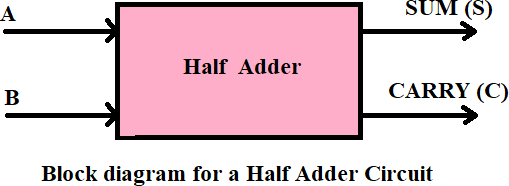 A
SUM (S)
Half Adder
B
CARRY (C)
Block diagram for a Half Adder Circuit